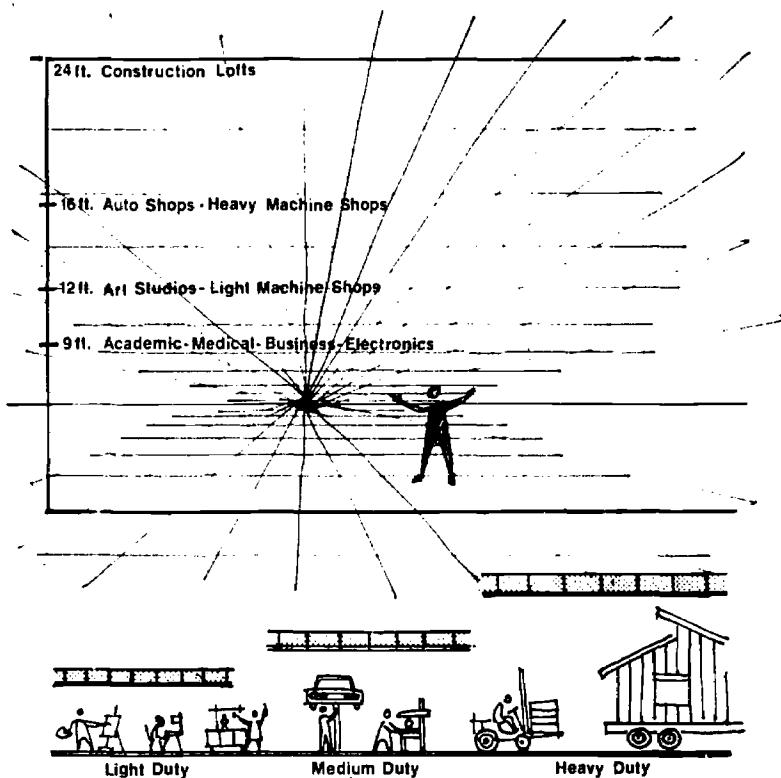 24 ft. Construction Lofts
16 ft. Auto Shops - Heavy Machine Shops
12 ft. Art Studios - Light Machine Shops
9 ft. Academic - Medical - Business - Electronics
Light Duty
Medium Duty
Heavy Duty